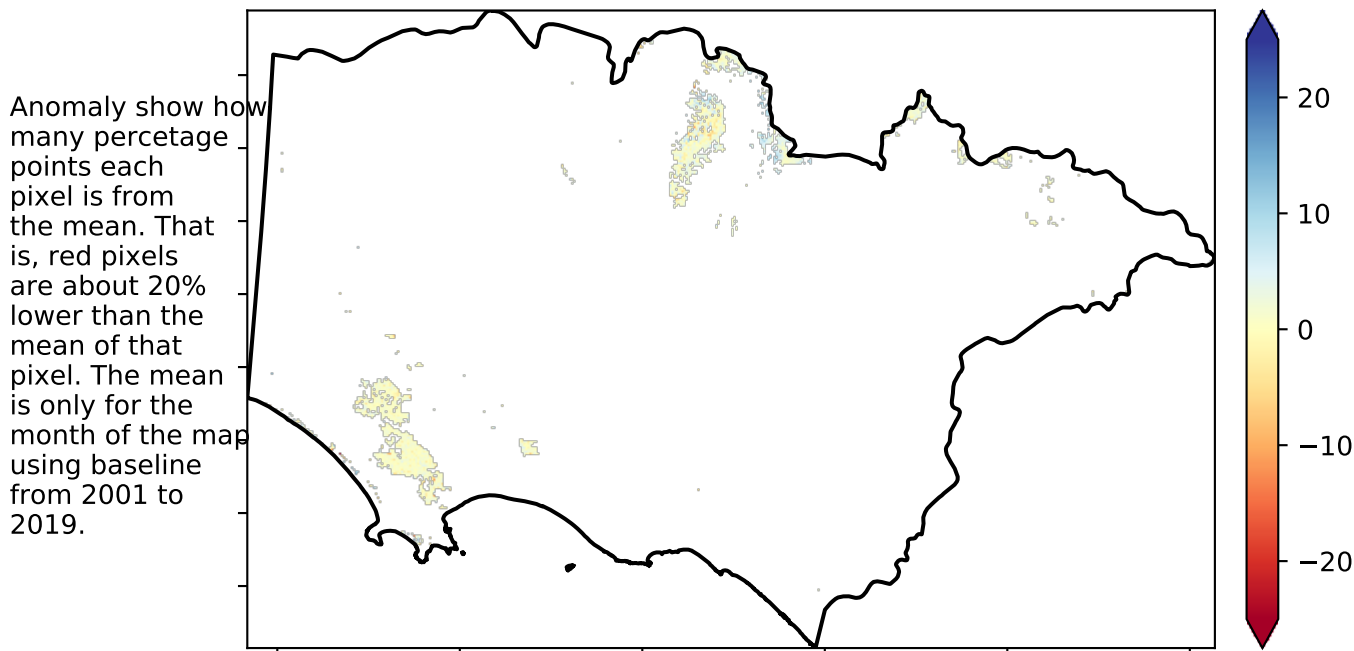 Anomaly show how
many percetage
points each
pixel is from
the mean. That
is, red pixels
are about 20%
lower than the
mean of that
pixel. The mean
is only for the
month of the map
using baseline
from 2001 to
2019.
20
10
0
−10
−20